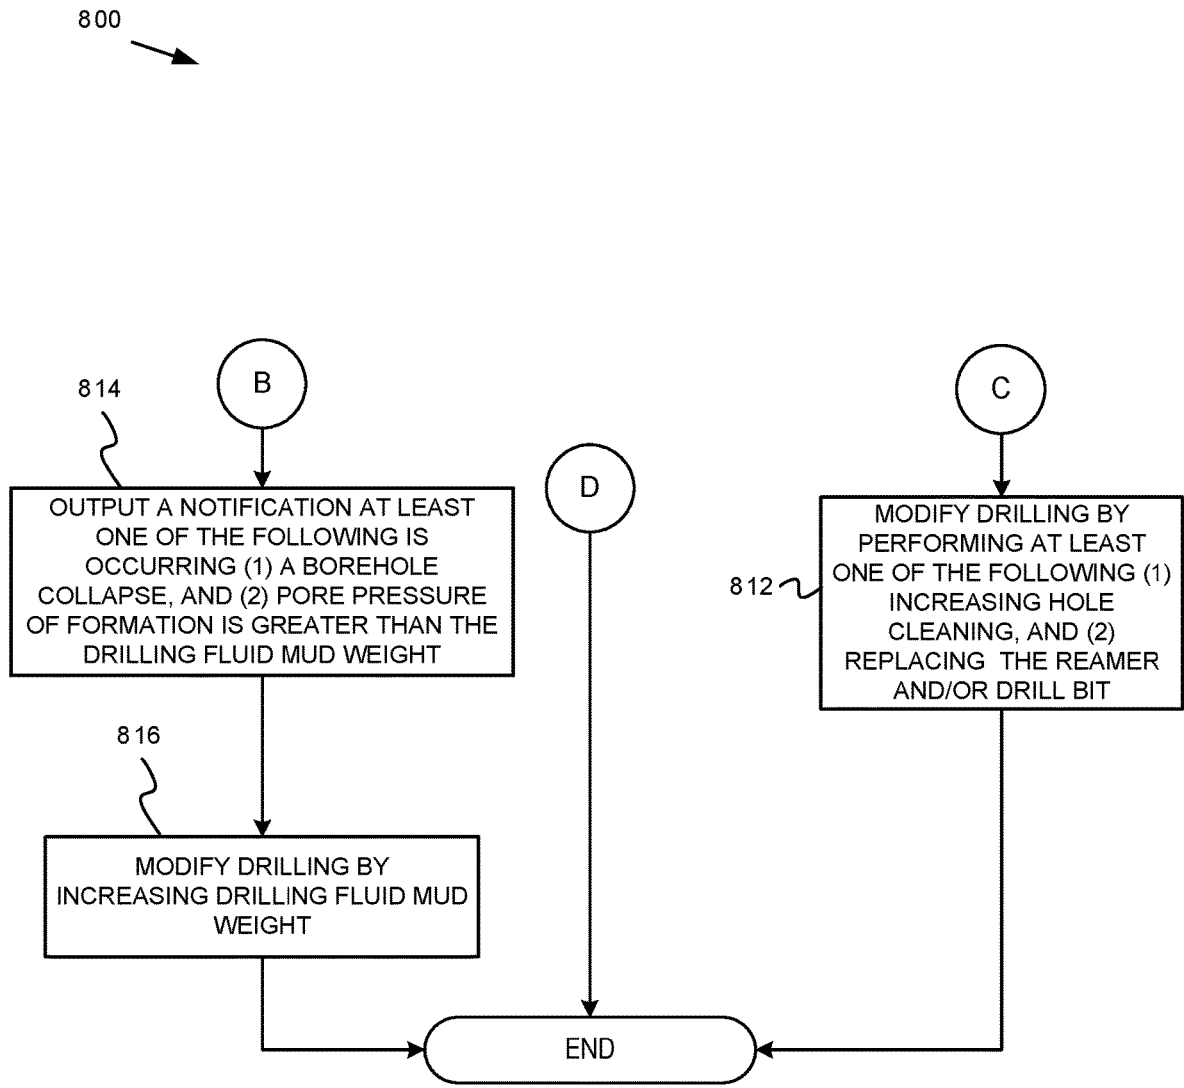 800
B
814
OUTPUT A NOTIFICATION AT LEAST
ONE OF THE FOLLOWING IS
OCCURRING (1) A BOREHOLE
COLLAPSE, AND (2) PORE PRESSURE
OF FORMATION IS GREATER THAN THE
DRILLING FLUID MUD WEIGHT
816
MODIFY DRILLING BY
INCREASING DRILLING FLUID MUD
WEIGHT
D
C
812
MODIFY DRILLING BY
PERFORMING AT LEAST
ONE OF THE FOLLOWING (1)
INCREASING HOLE
CLEANING, AND (2)
REPLACING THE REAMER
AND/OR DRILL BIT
END